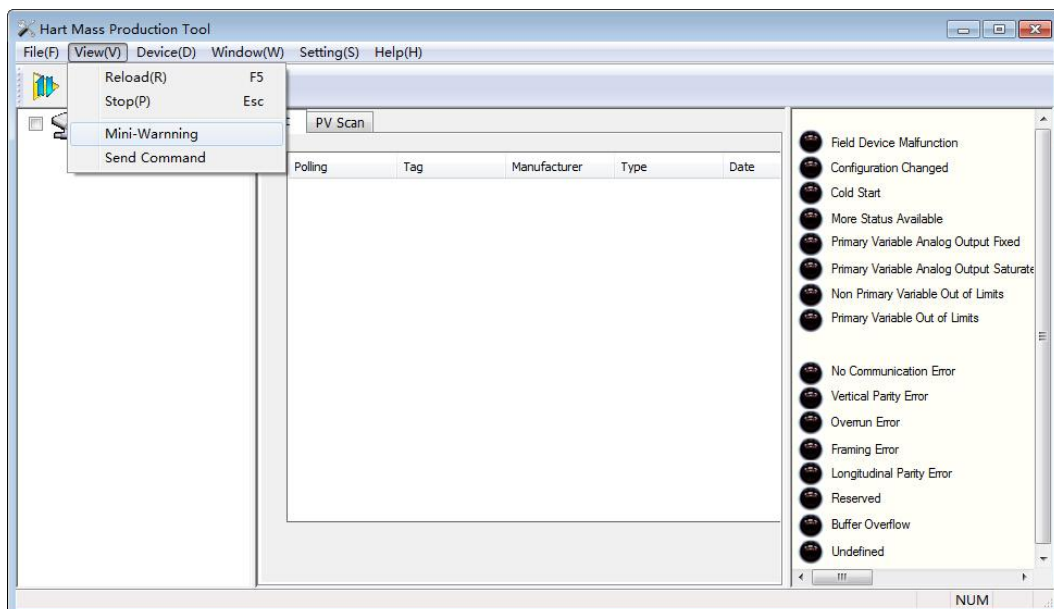 Hart Mass Production Tool
File(F) View(V) Device(D) Window(W) Setting(S) Help(H)
Reload(R) F5
Stop(P) Esc
Mini-Warnning
Send Command
PV Scan
Polling Tag Manufacturer Type Date
Field Device Malfunction
Configuration Changed
Cold Start
More Status Available
Primary Variable Analog Output Fixed
Primary Variable Analog Output Saturate
Non Primary Variable Out of Limits
Primary Variable Out of Limits
No Communication Error
Vertical Parity Error
Overrun Error
Framing Error
Longitudinal Parity Error
Reserved
Buffer Overflow
Undefined
NUM